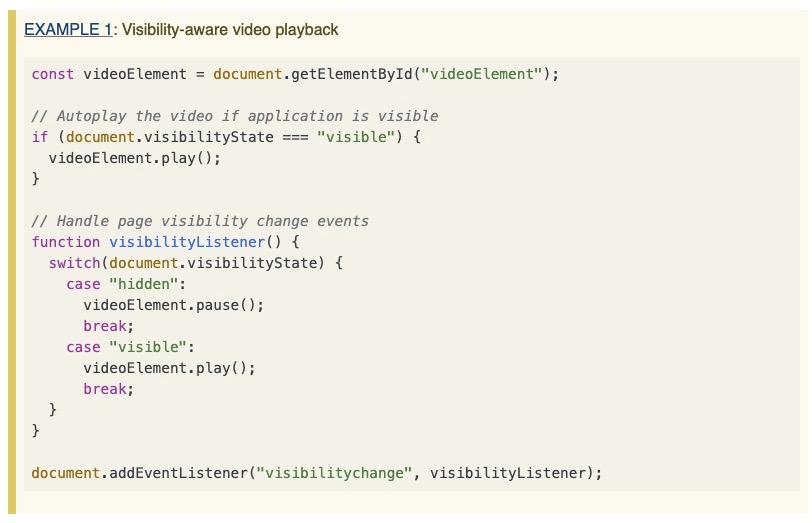 EXAMPLE 1: Visibility-aware video playback
const videoElement = document.getElementById("videoElement");
// Autoplay the video if application is visible
if (document.visibilityState === "visible") {
  videoElement.play();
}
// Handle page visibility change events
function visibilityListener() {
  switch(document.visibilityState) {
    case "hidden":
      videoElement.pause();
      break;
    case "visible":
      videoElement.play();
      break;
  }
}
document.addEventListener("visibilitychange", visibilityListener);